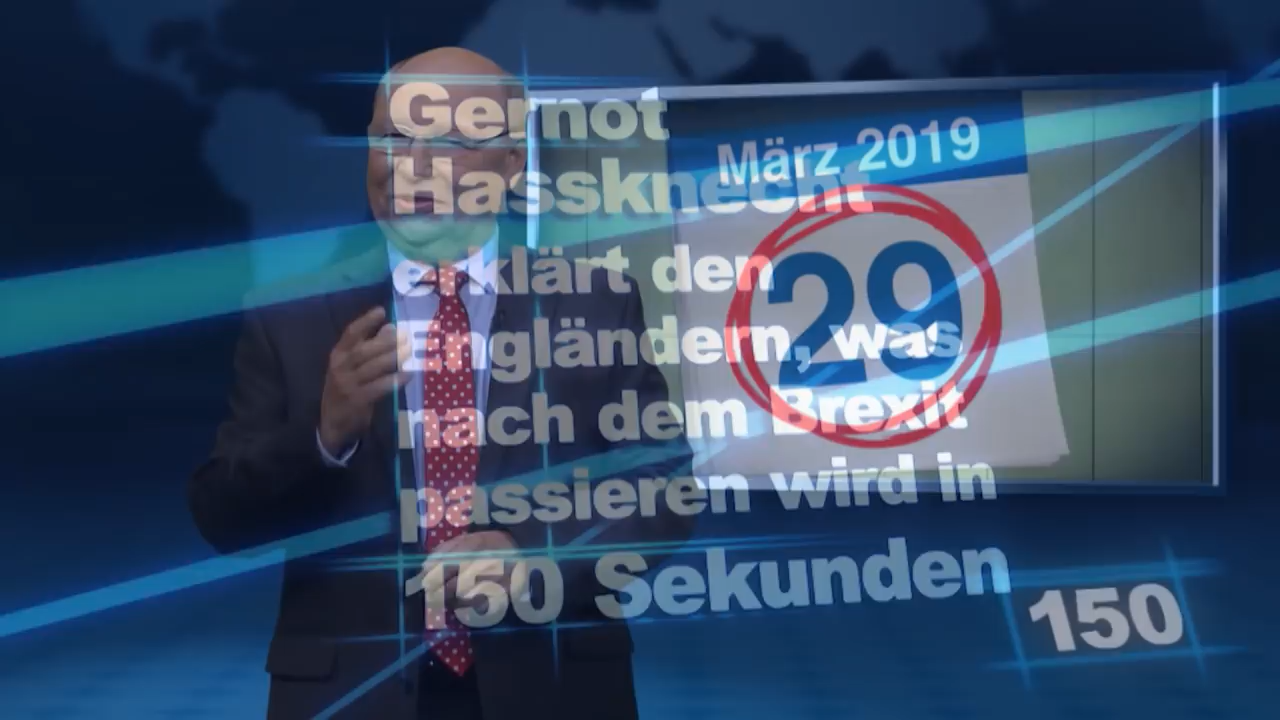 Gernot
Hassknecht
März 2019
29
erklärt den
Engländern, was
nach dem Brexit
passieren wird in
150 Sekunden
150